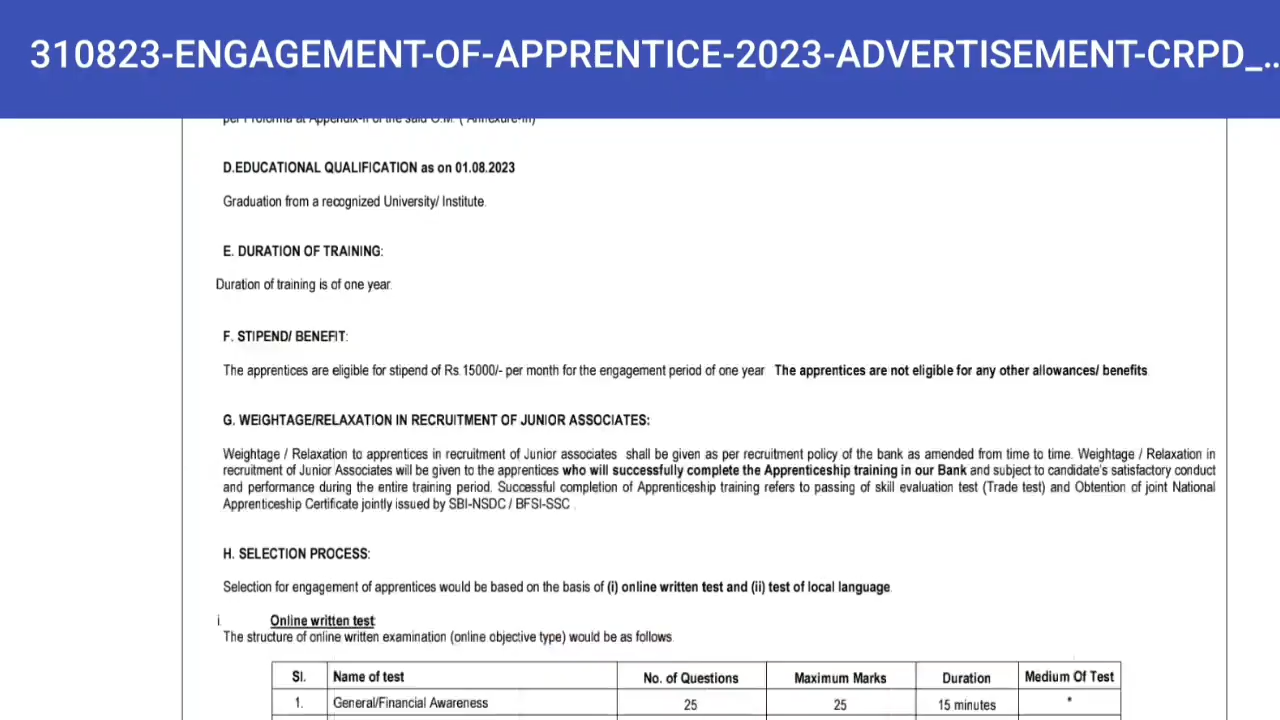 310823-ENGAGEMENT-OF-APPRENTICE-2023-ADVERTISEMENT-CRPD_…
per Proforma at Appendix-II of the said O.M. ( Annexure-III)
D.EDUCATIONAL QUALIFICATION as on 01.08.2023
Graduation from a recognized University/ Institute.
E. DURATION OF TRAINING:
Duration of training is of one year.
F. STIPEND/ BENEFIT:
The apprentices are eligible for stipend of Rs.15000/- per month for the engagement period of one year The apprentices are not eligible for any other allowances/ benefits.
G. WEIGHTAGE/RELAXATION IN RECRUITMENT OF JUNIOR ASSOCIATES:
Weightage / Relaxation to apprentices in recruitment of Junior associates shall be given as per recruitment policy of the bank as amended from time to time. Weightage / Relaxation in
recruitment of Junior Associates will be given to the apprentices who will successfully complete the Apprenticeship training in our Bank and subject to candidate's satisfactory conduct
and performance during the entire training period. Successful completion of Apprenticeship training refers to passing of skill evaluation test (Trade test) and Obtention of joint National
Apprenticeship Certificate jointly issued by SBI-NSDC / BFSI-SSC .
H. SELECTION PROCESS:
Selection for engagement of apprentices would be based on the basis of (i) online written test and (ii) test of local language.
i. Online written test:
The structure of online written examination (online objective type) would be as follows.
Sl. Name of test No. of Questions Maximum Marks Duration Medium Of Test
1. General/Financial Awareness 25 25 15 minutes *